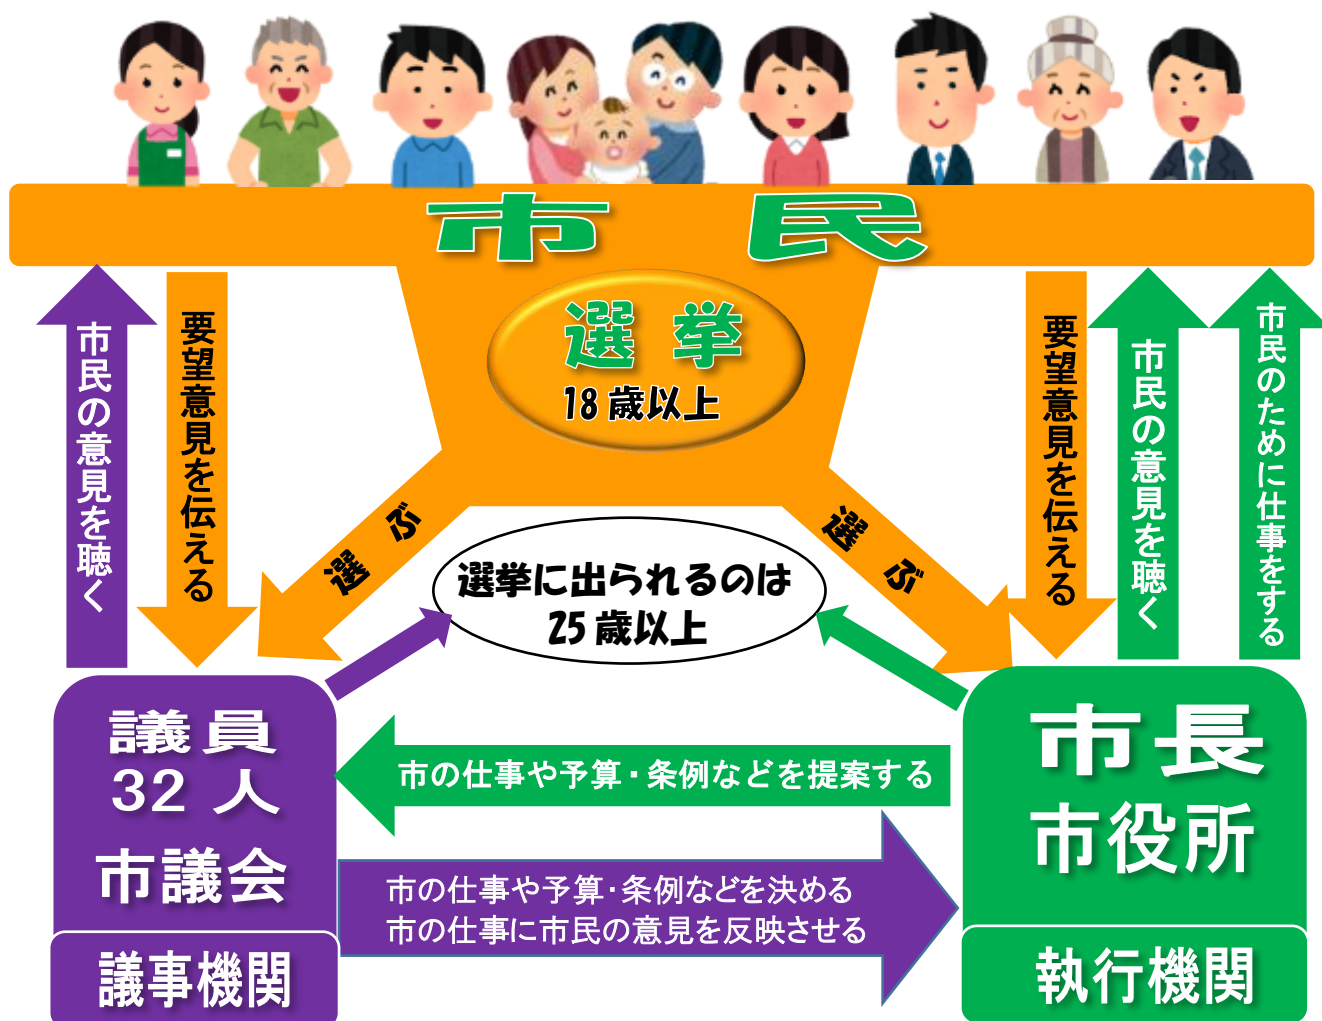 市民
選挙
18歳以上
市民の意見を聴く
要望意見を伝える
選ぶ
選挙に出られるのは
25歳以上
選ぶ
要望意見を伝える
市民の意見を聴く
市民のために仕事をする
議員
32人
市議会
議事機関
市の仕事や予算・条例などを提案する
市の仕事や予算・条例などを決める
市の仕事に市民の意見を反映させる
市長
市役所
執行機関